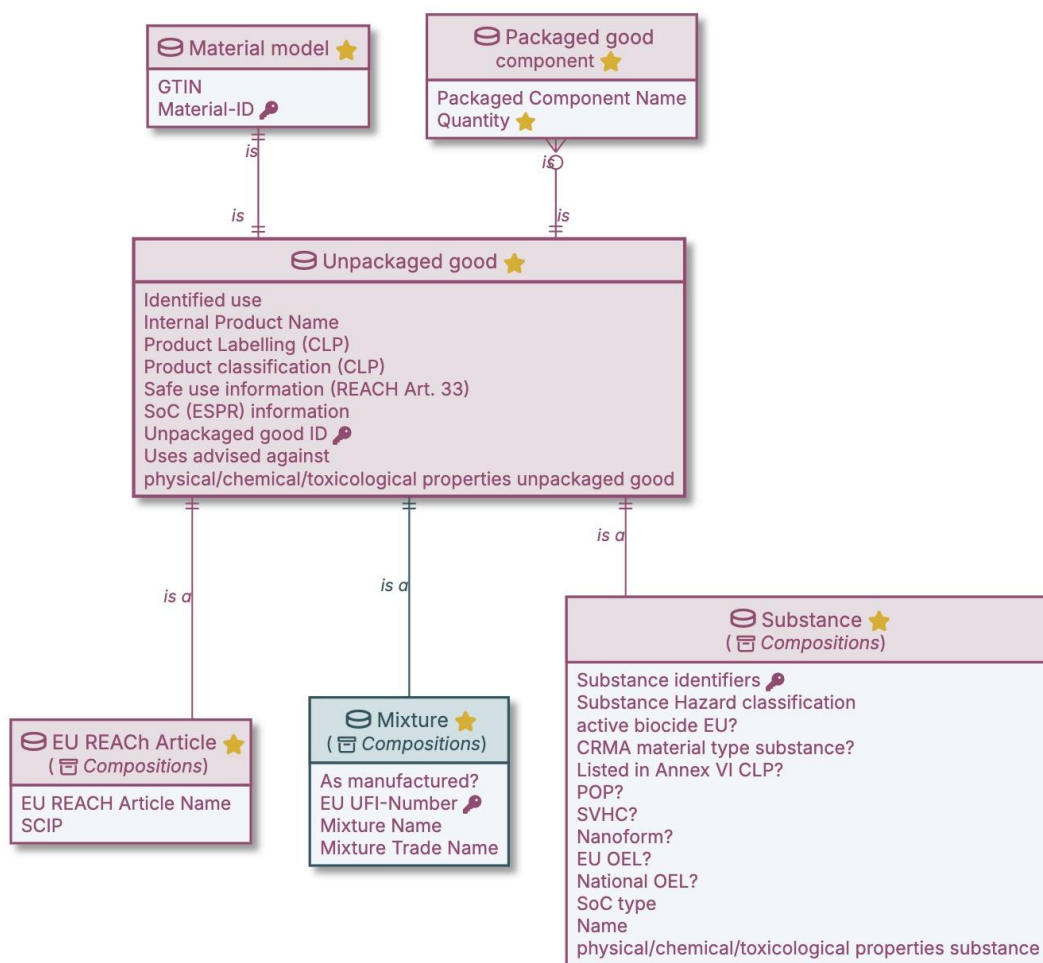 Material model
GTIN
Material-ID
Packaged good
component
Packaged Component Name
Quantity
is
is
is
is
Unpackaged good
Identified use
Internal Product Name
Product Labelling (CLP)
Product classification (CLP)
Safe use information (REACH Art. 33)
SoC (ESPR) information
Unpackaged good ID
Uses advised against
physical/chemical/toxicological properties unpackaged good
is a
is a
is a
EU REACh Article
( Compositions)
EU REACH Article Name
SCIP
Mixture
( Compositions)
As manufactured?
EU UFI-Number
Mixture Name
Mixture Trade Name
Substance
( Compositions)
Substance identifiers
Substance Hazard classification
active biocide EU?
CRMA material type substance?
Listed in Annex VI CLP?
POP?
SVHC?
Nanoform?
EU OEL?
National OEL?
SoC type
Name
physical/chemical/toxicological properties substance